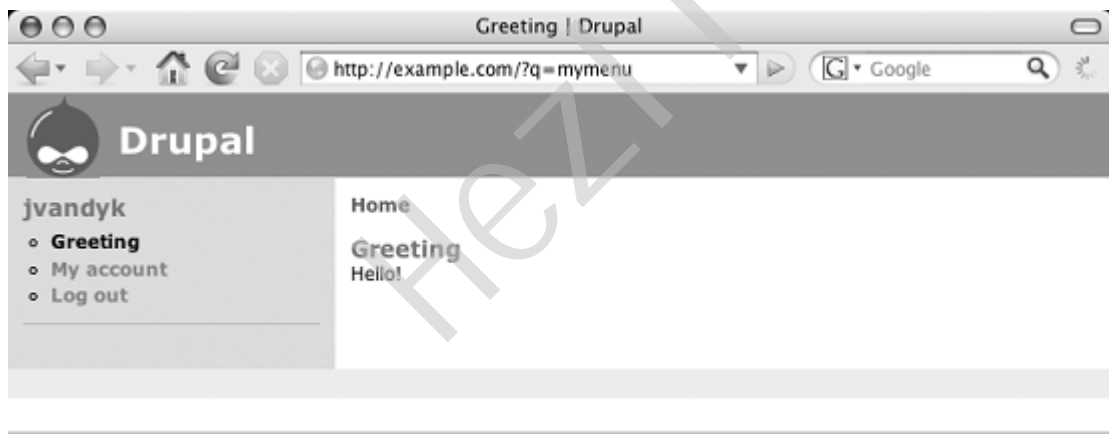 Greeting | Drupal
http://example.com/?q=mymenu
G Google
Drupal
jvandyk
Greeting
My account
Log out
Home
Greeting
Hello!